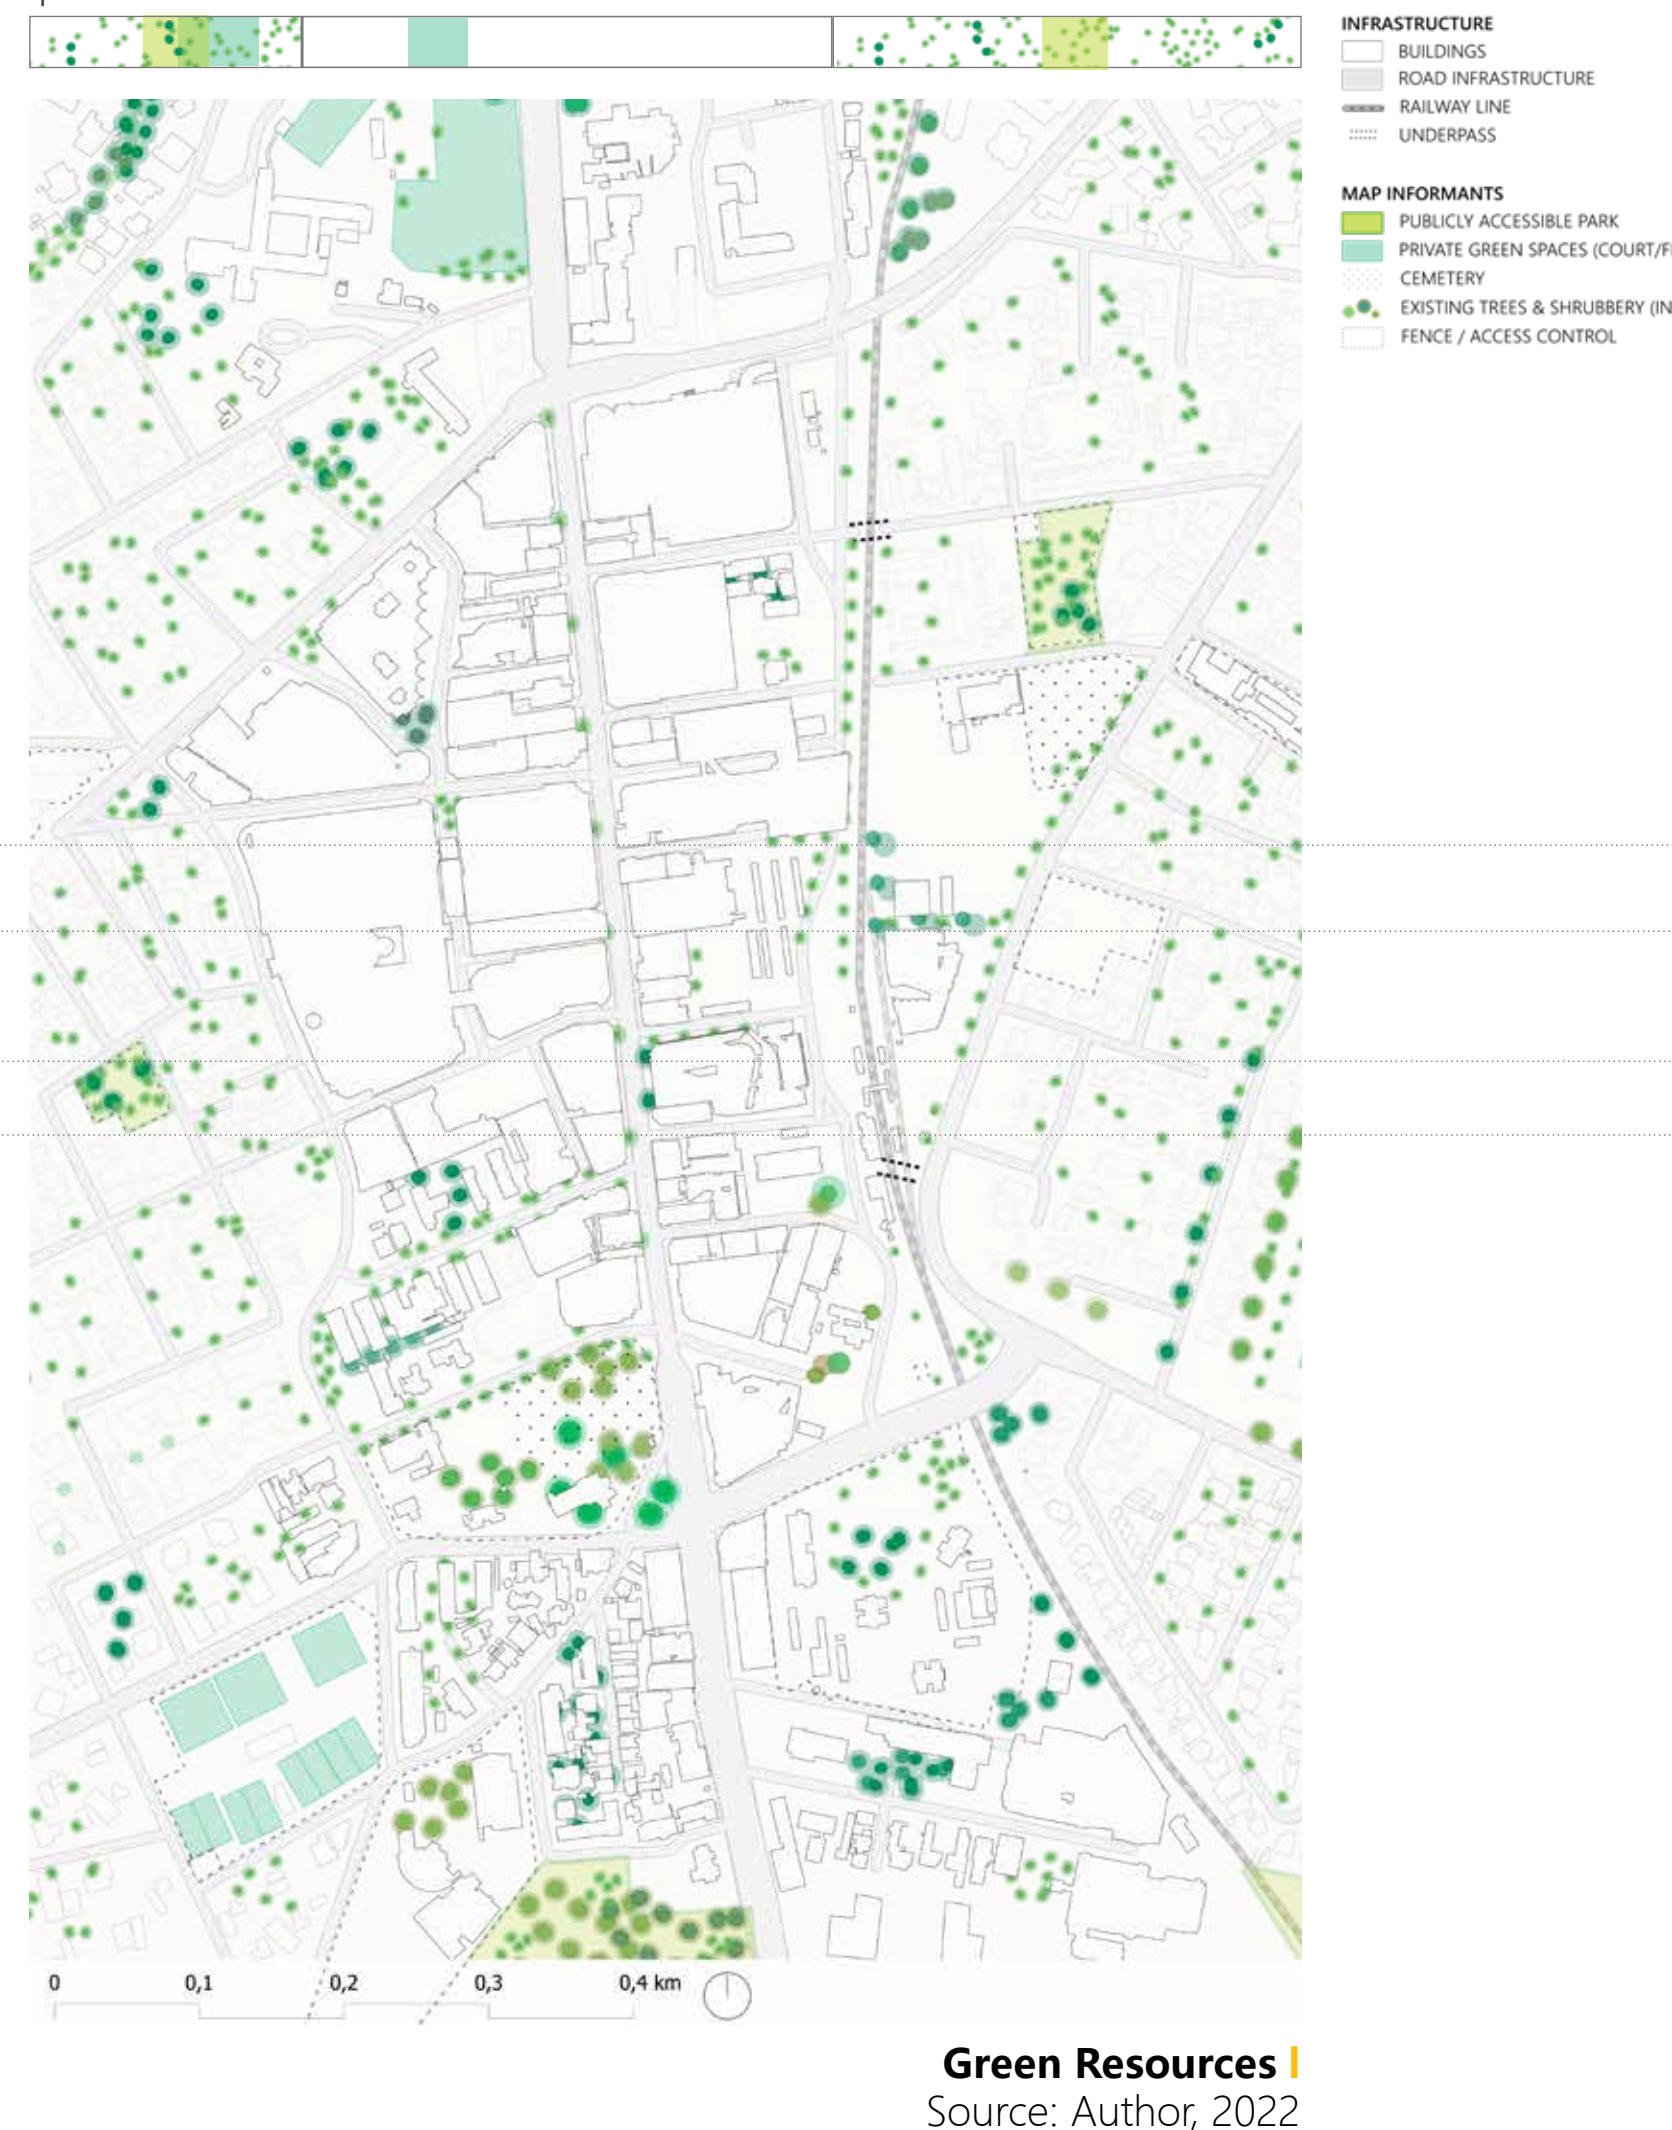 INFRASTRUCTURE
BUILDINGS
ROAD INFRASTRUCTURE
RAILWAY LINE
UNDERPASS
MAP INFORMANTS
PUBLICLY ACCESSIBLE PARK
PRIVATE GREEN SPACES (COURT/FI
CEMETERY
EXISTING TREES & SHRUBBERY (IN
FENCE / ACCESS CONTROL
0 0,1 0,2 0,3 0,4 km
Green Resources
Source: Author, 2022